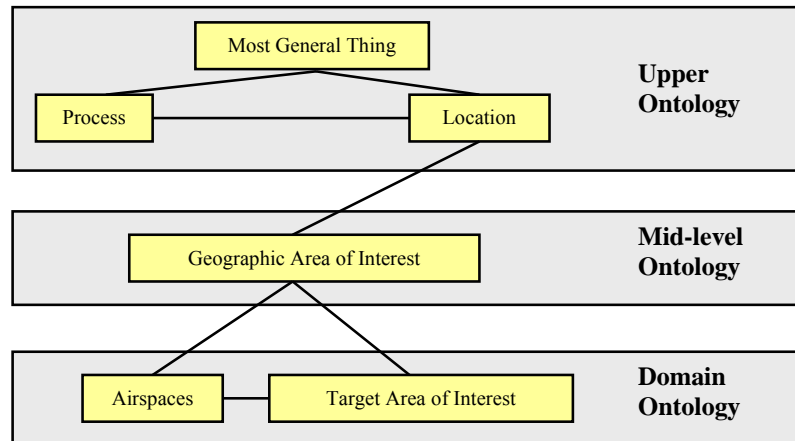 Most General Thing
Upper
Ontology
Process
Location
Mid-level
Ontology
Geographic Area of Interest
Domain
Ontology
Airspaces
Target Area of Interest